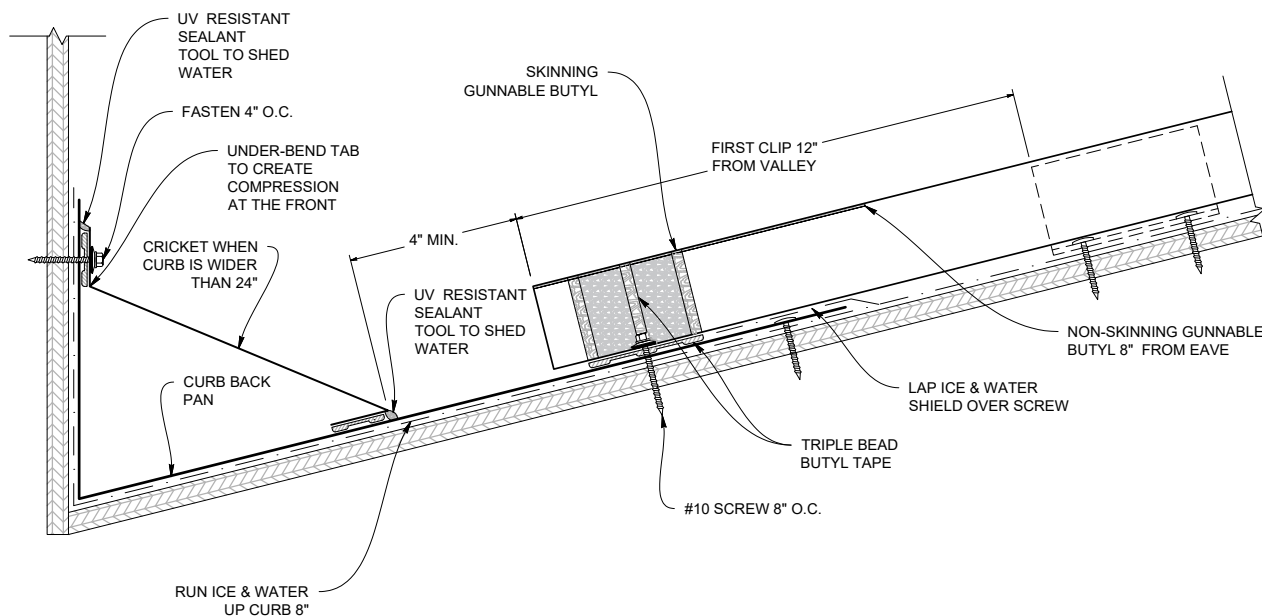 UV RESISTANT
SEALANT
TOOL TO SHED
WATER
FASTEN 4" O.C.
UNDER-BEND TAB
TO CREATE
COMPRESSION
AT THE FRONT
CRICKET WHEN
CURB IS WIDER
THAN 24"
CURB BACK
PAN
RUN ICE & WATER
UP CURB 8"
4" MIN.
UV RESISTANT
SEALANT
TOOL TO SHED
WATER
SKINNING
GUNNABLE BUTYL
FIRST CLIP 12"
FROM VALLEY
NON-SKINNING GUNNABLE
BUTYL 8" FROM EAVE
LAP ICE & WATER
SHIELD OVER SCREW
TRIPLE BEAD
BUTYL TAPE
#10 SCREW 8" O.C.